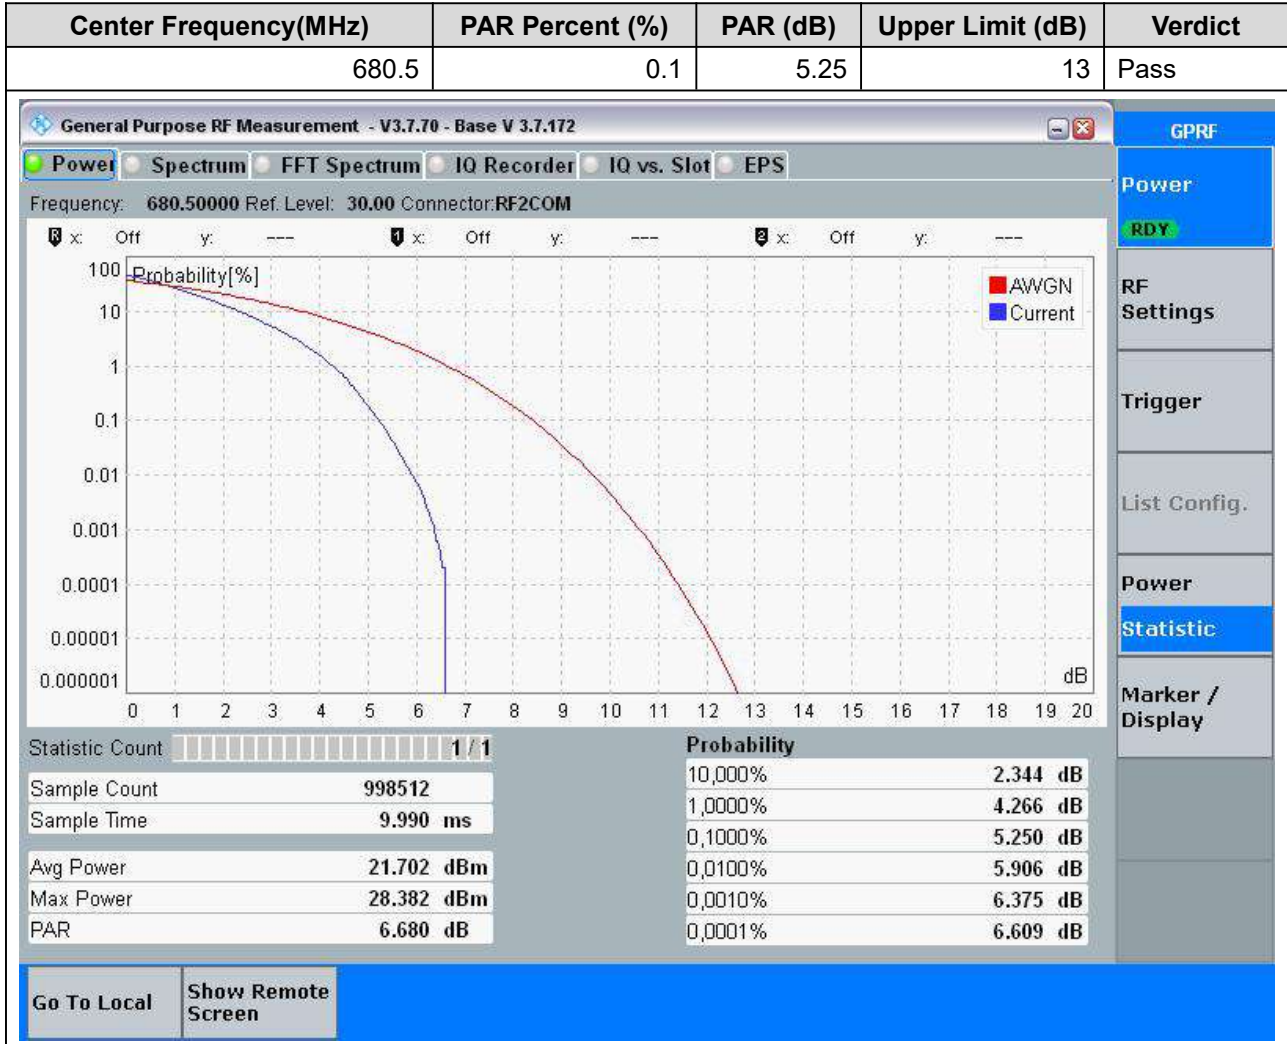 Center Frequency(MHz) PAR Percent (%) PAR (dB) Upper Limit (dB) Verdict
680.5 0.1 5.25 13 Pass
General Purpose RF Measurement - V3.7.70 - Base V 3.7.172
GPRF
Power Spectrum FFT Spectrum IQ Recorder IQ vs. Slot EPS
Frequency: 680.50000 Ref. Level: 30.00 Connector:RF2COM
R x: Off y: --- 1 x: Off y: --- 2 x: Off y: ---
Probability[%]
AWGN
Current
100
10
1
0.1
0.01
0.001
0.0001
0.00001
0.000001
dB
0 1 2 3 4 5 6 7 8 9 10 11 12 13 14 15 16 17 18 19 20
Statistic Count 1 / 1
Sample Count 998512
Sample Time 9.990 ms
Avg Power 21.702 dBm
Max Power 28.382 dBm
PAR 6.680 dB
Probability
10,000% 2.344 dB
1,0000% 4.266 dB
0,1000% 5.250 dB
0,0100% 5.906 dB
0,0010% 6.375 dB
0,0001% 6.609 dB
Power
RDY
RF
Settings
Trigger
List Config.
Power
Statistic
Marker /
Display
Go To Local
Show Remote
Screen